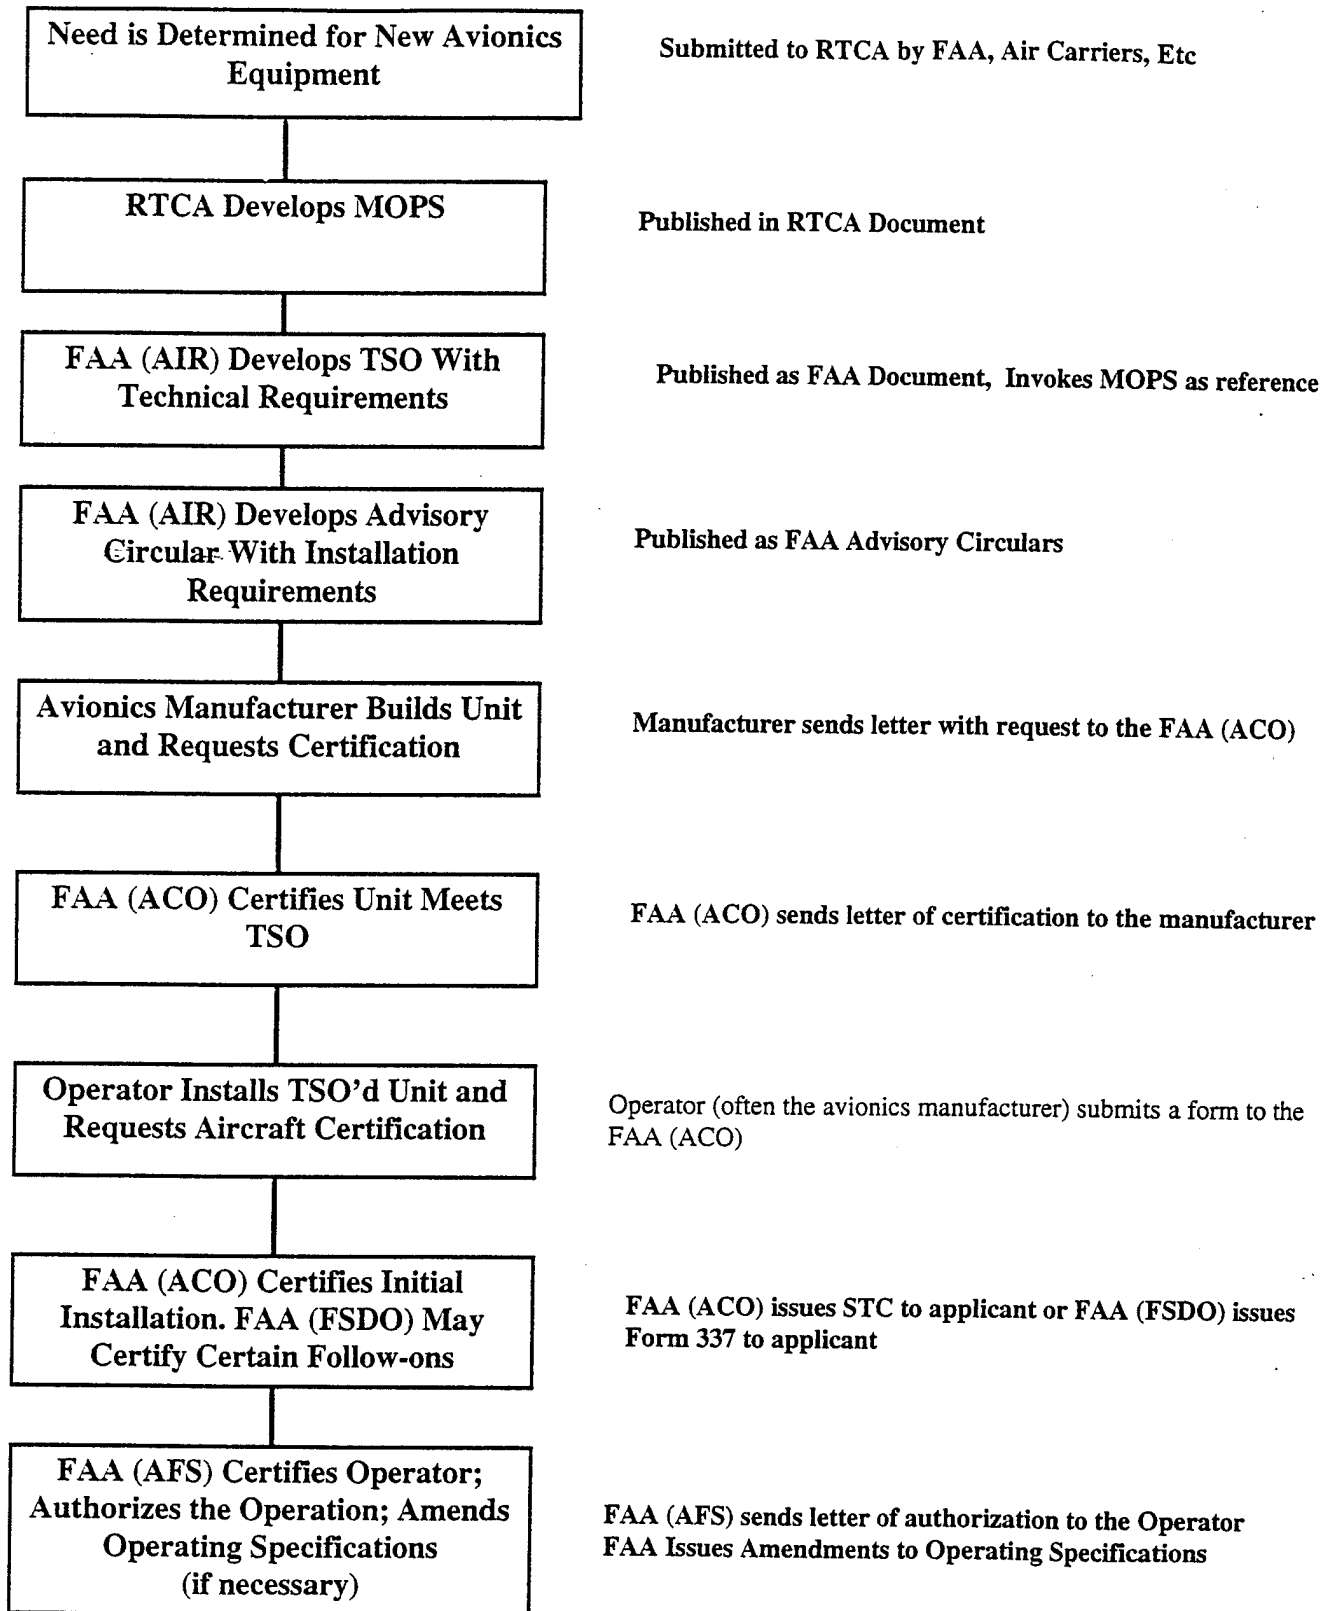 Need is Determined for New Avionics
Equipment
Submitted to RTCA by FAA, Air Carriers, Etc
RTCA Develops MOPS
Published in RTCA Document
FAA (AIR) Develops TSO With
Technical Requirements
Published as FAA Document, Invokes MOPS as reference
FAA (AIR) Develops Advisory
Circular With Installation
Requirements
Published as FAA Advisory Circulars
Avionics Manufacturer Builds Unit
and Requests Certification
Manufacturer sends letter with request to the FAA (ACO)
FAA (ACO) Certifies Unit Meets
TSO
FAA (ACO) sends letter of certification to the manufacturer
Operator Installs TSO'd Unit and
Requests Aircraft Certification
Operator (often the avionics manufacturer) submits a form to the
FAA (ACO)
FAA (ACO) Certifies Initial
Installation. FAA (FSDO) May
Certify Certain Follow-ons
FAA (ACO) issues STC to applicant or FAA (FSDO) issues
Form 337 to applicant
FAA (AFS) Certifies Operator;
Authorizes the Operation; Amends
Operating Specifications
(if necessary)
FAA (AFS) sends letter of authorization to the Operator
FAA Issues Amendments to Operating Specifications